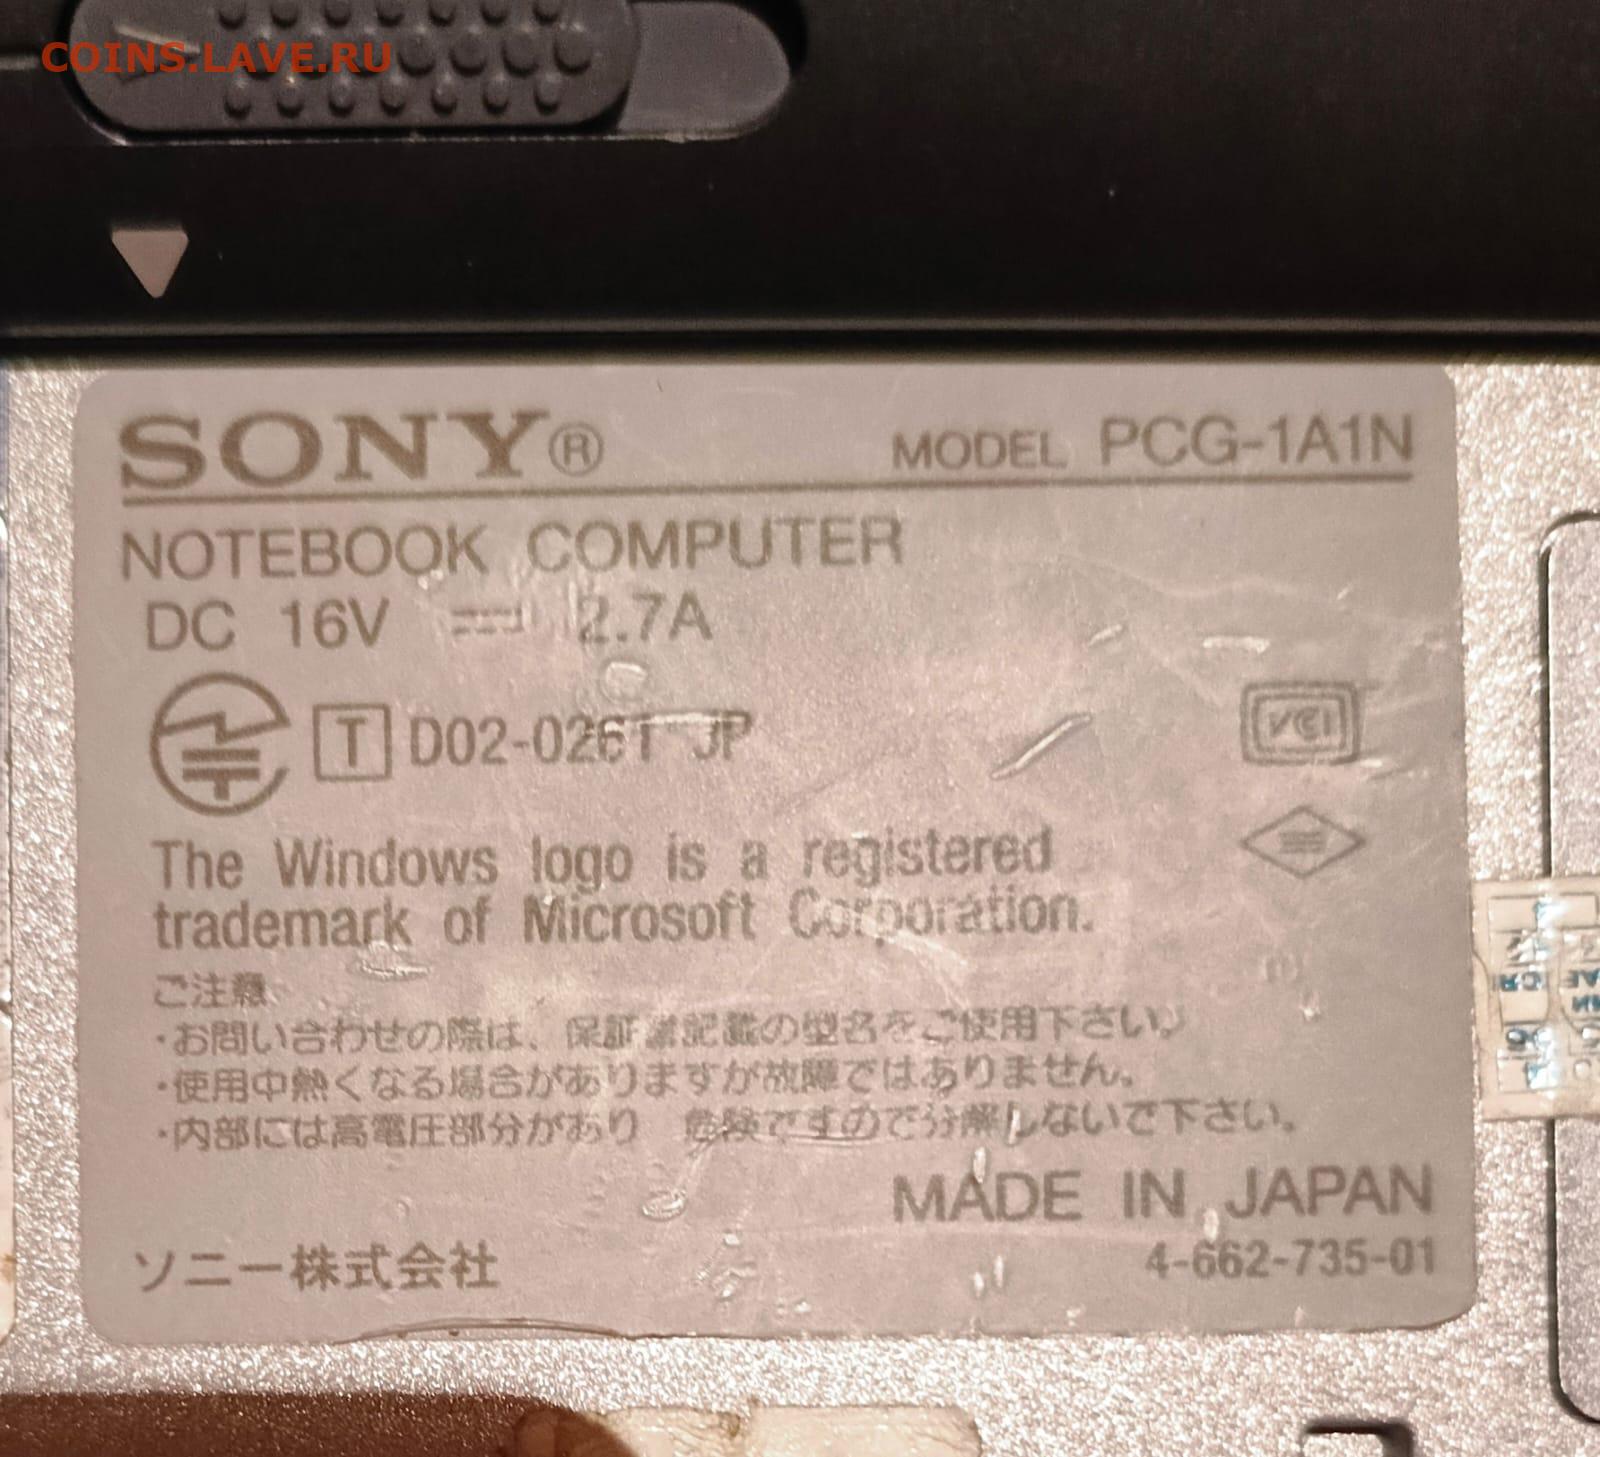 COINS.LAVE.RU
SONY® MODEL PCG-1A1N
NOTEBOOK COMPUTER
DC 16V 2.7A
T D02-0261 JP
VCI
The Windows logo is a registered
trademark of Microsoft Corporation.
ご注意
・お問い合わせの際は、保証書記載の型名をご使用下さい。
・使用中熱くなる場合がありますが故障ではありません。
・内部には高電圧部分があり 危険ですので分解しないで下さい。
MADE IN JAPAN
ソニー株式会社 4-662-735-01